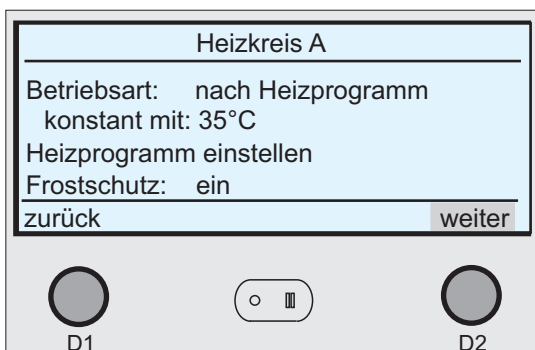 Heizkreis A
Betriebsart: nach Heizprogramm
konstant mit: 35°C
Heizprogramm einstellen
Frostschutz: ein
zurück weiter
D1 D2